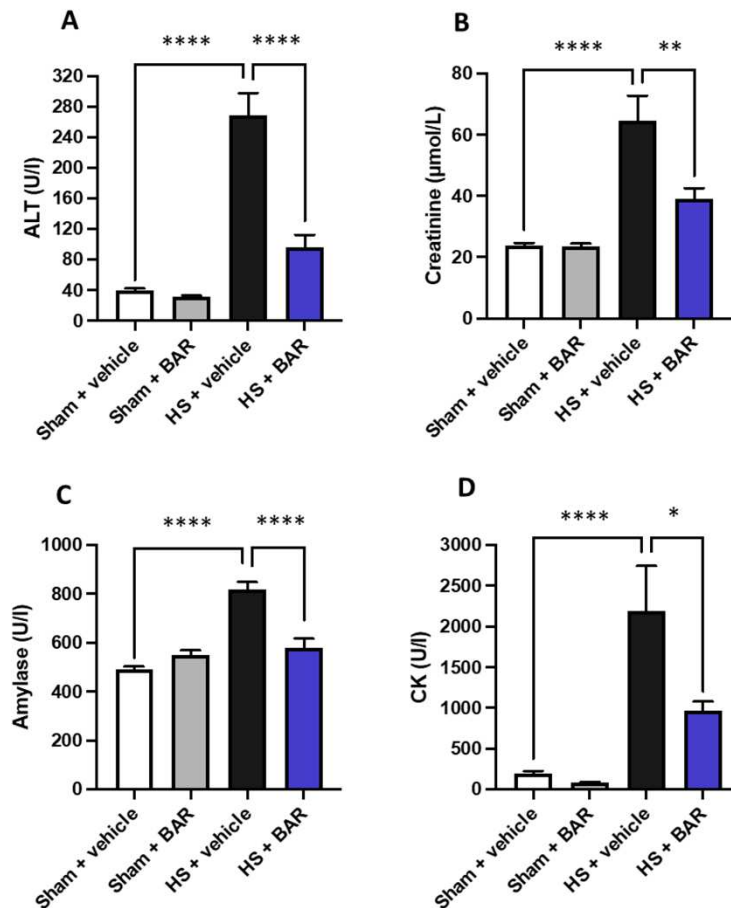 A
**** ****
ALT (U/l)
320
280
240
200
160
120
80
40
0
Sham + vehicle
Sham + BAR
HS + vehicle
HS + BAR
B
**** **
Creatinine (µmol/L)
80
60
40
20
0
Sham + vehicle
Sham + BAR
HS + vehicle
HS + BAR
C
**** ****
Amylase (U/l)
1000
800
600
400
200
0
Sham + vehicle
Sham + BAR
HS + vehicle
HS + BAR
D
**** *
CK (U/l)
3000
2500
2000
1500
1000
500
0
Sham + vehicle
Sham + BAR
HS + vehicle
HS + BAR